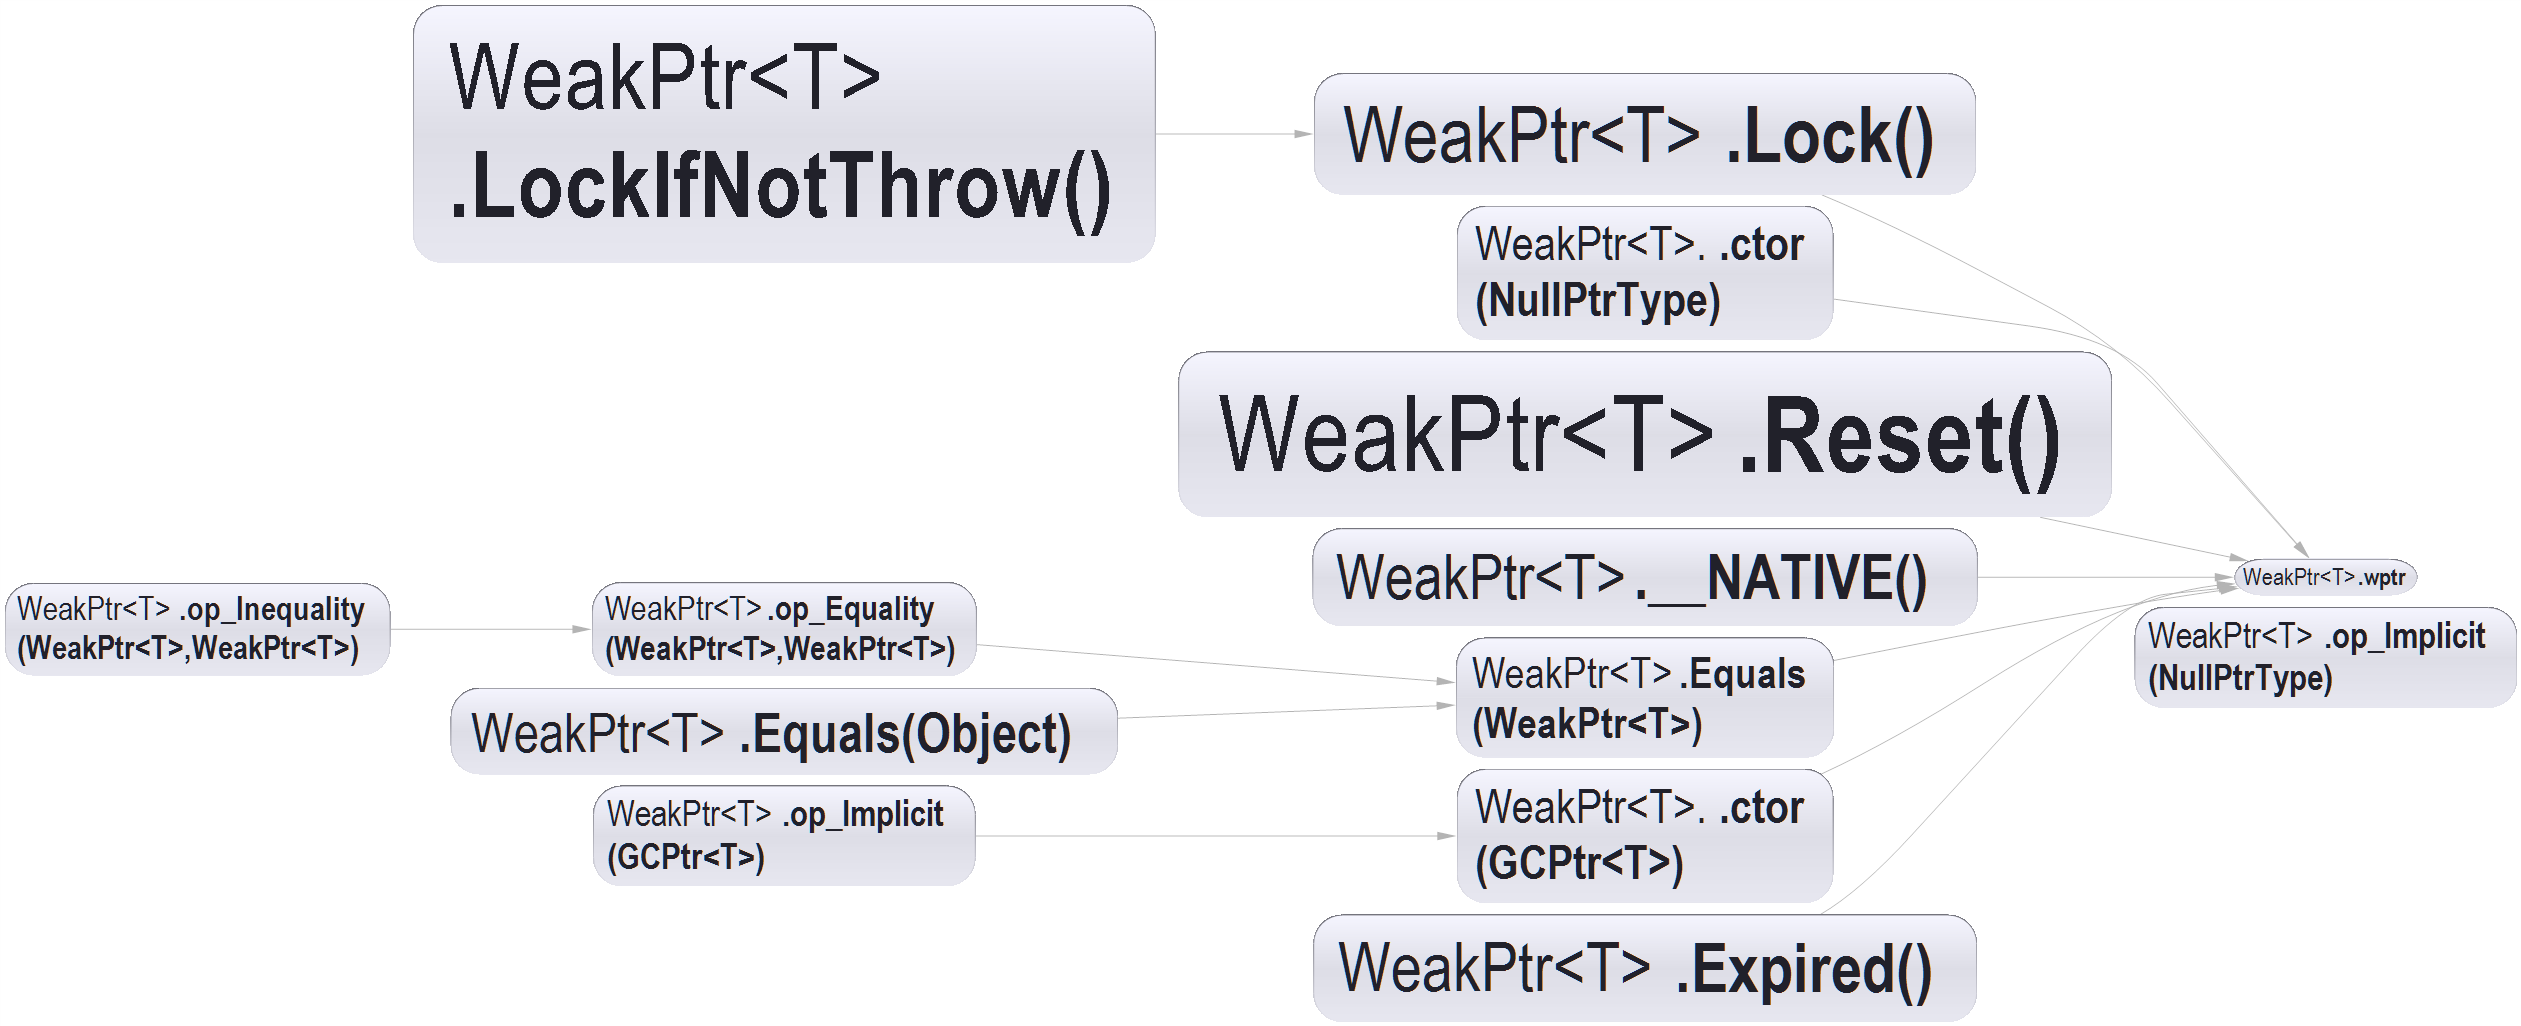 WeakPtr<T>
.LockIfNotThrow()
WeakPtr<T> .Lock()
WeakPtr<T>. .ctor
(NullPtrType)
WeakPtr<T> .Reset()
WeakPtr<T>.__NATIVE()
WeakPtr<T> .wptr
WeakPtr<T> .op_Inequality
(WeakPtr<T>,WeakPtr<T>)
WeakPtr<T> .op_Equality
(WeakPtr<T>,WeakPtr<T>)
WeakPtr<T> .Equals
(WeakPtr<T>)
WeakPtr<T> .op_Implicit
(NullPtrType)
WeakPtr<T> .Equals(Object)
WeakPtr<T> .op_Implicit
(GCPtr<T>)
WeakPtr<T>. .ctor
(GCPtr<T>)
WeakPtr<T> .Expired()